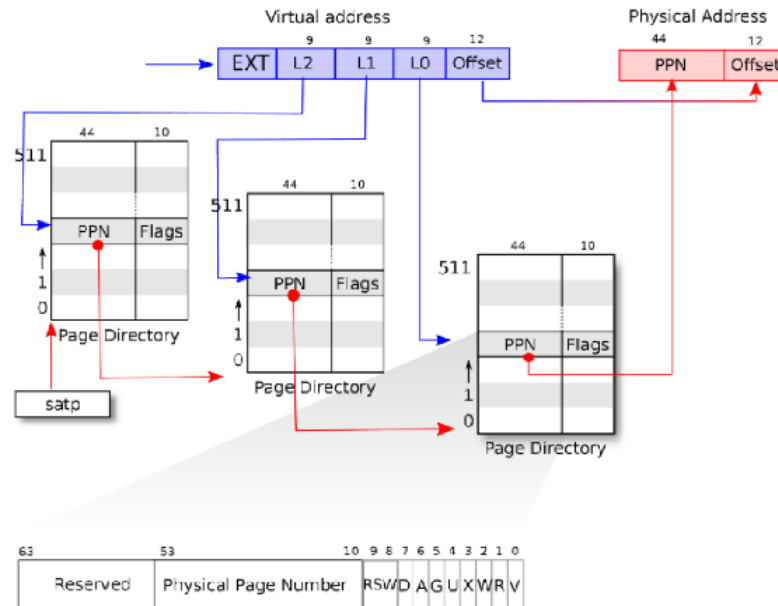 Virtual address
Physical Address
9 9 9 12
44 12
EXT L2 L1 L0 Offset
PPN Offset
44 10
511
PPN Flags
1
0
Page Directory
satp
44 10
511
PPN Flags
1
0
Page Directory
44 10
511
PPN Flags
1
0
Page Directory
63 53 10 9 8 7 6 5 4 3 2 1 0
Reserved Physical Page Number RSW D A G U X W R V